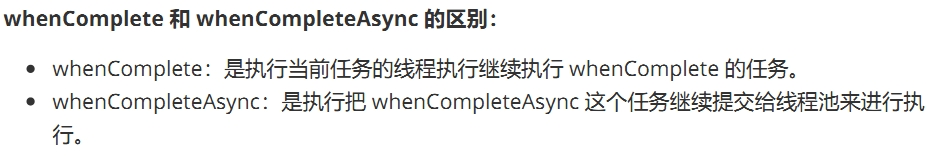 whenComplete 和 whenCompleteAsync 的区别：
whenComplete：是执行当前任务的线程执行继续执行 whenComplete 的任务。
whenCompleteAsync：是执行把 whenCompleteAsync 这个任务继续提交给线程池来进行执
行。